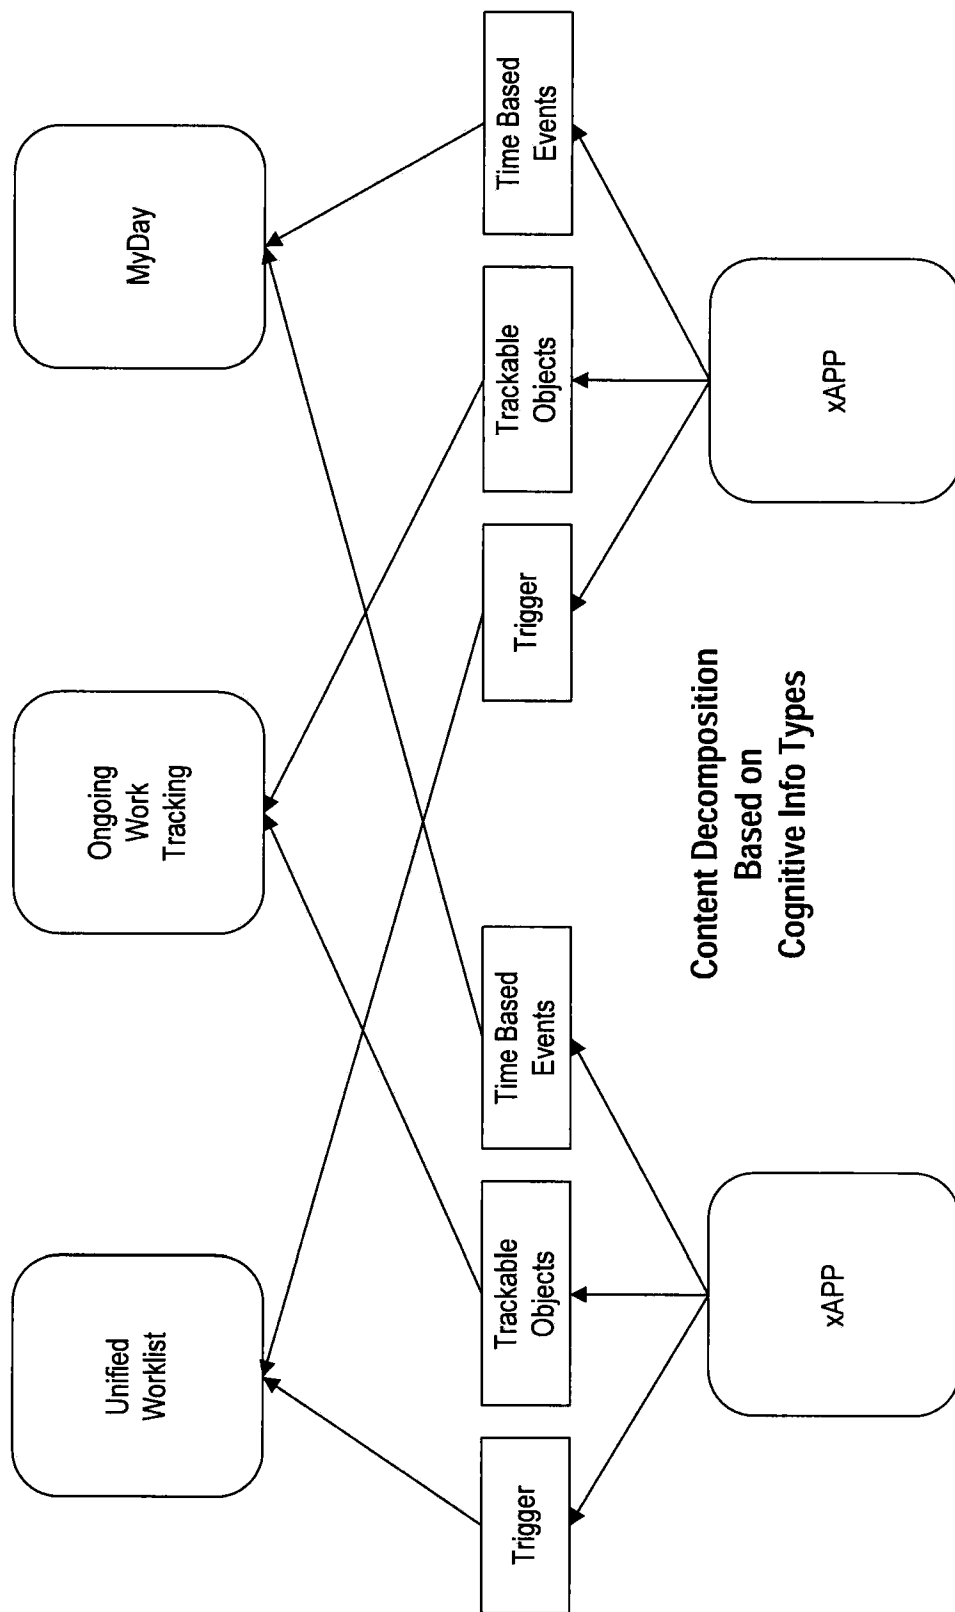 Unified
Worklist
Ongoing
Work
Tracking
MyDay
Trigger
Trackable
Objects
Time Based
Events
Trigger
Trackable
Objects
Time Based
Events
xAPP
Content Decomposition
Based on
Cognitive Info Types
xAPP